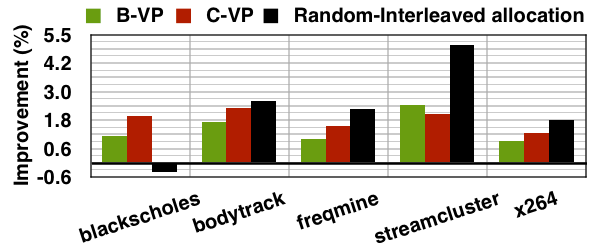 B-VP C-VP Random-Interleaved allocation
Improvement (%)
5.5
4.2
3.0
1.8
0.6
-0.6
blackscholes bodytrack freqmine streamcluster x264